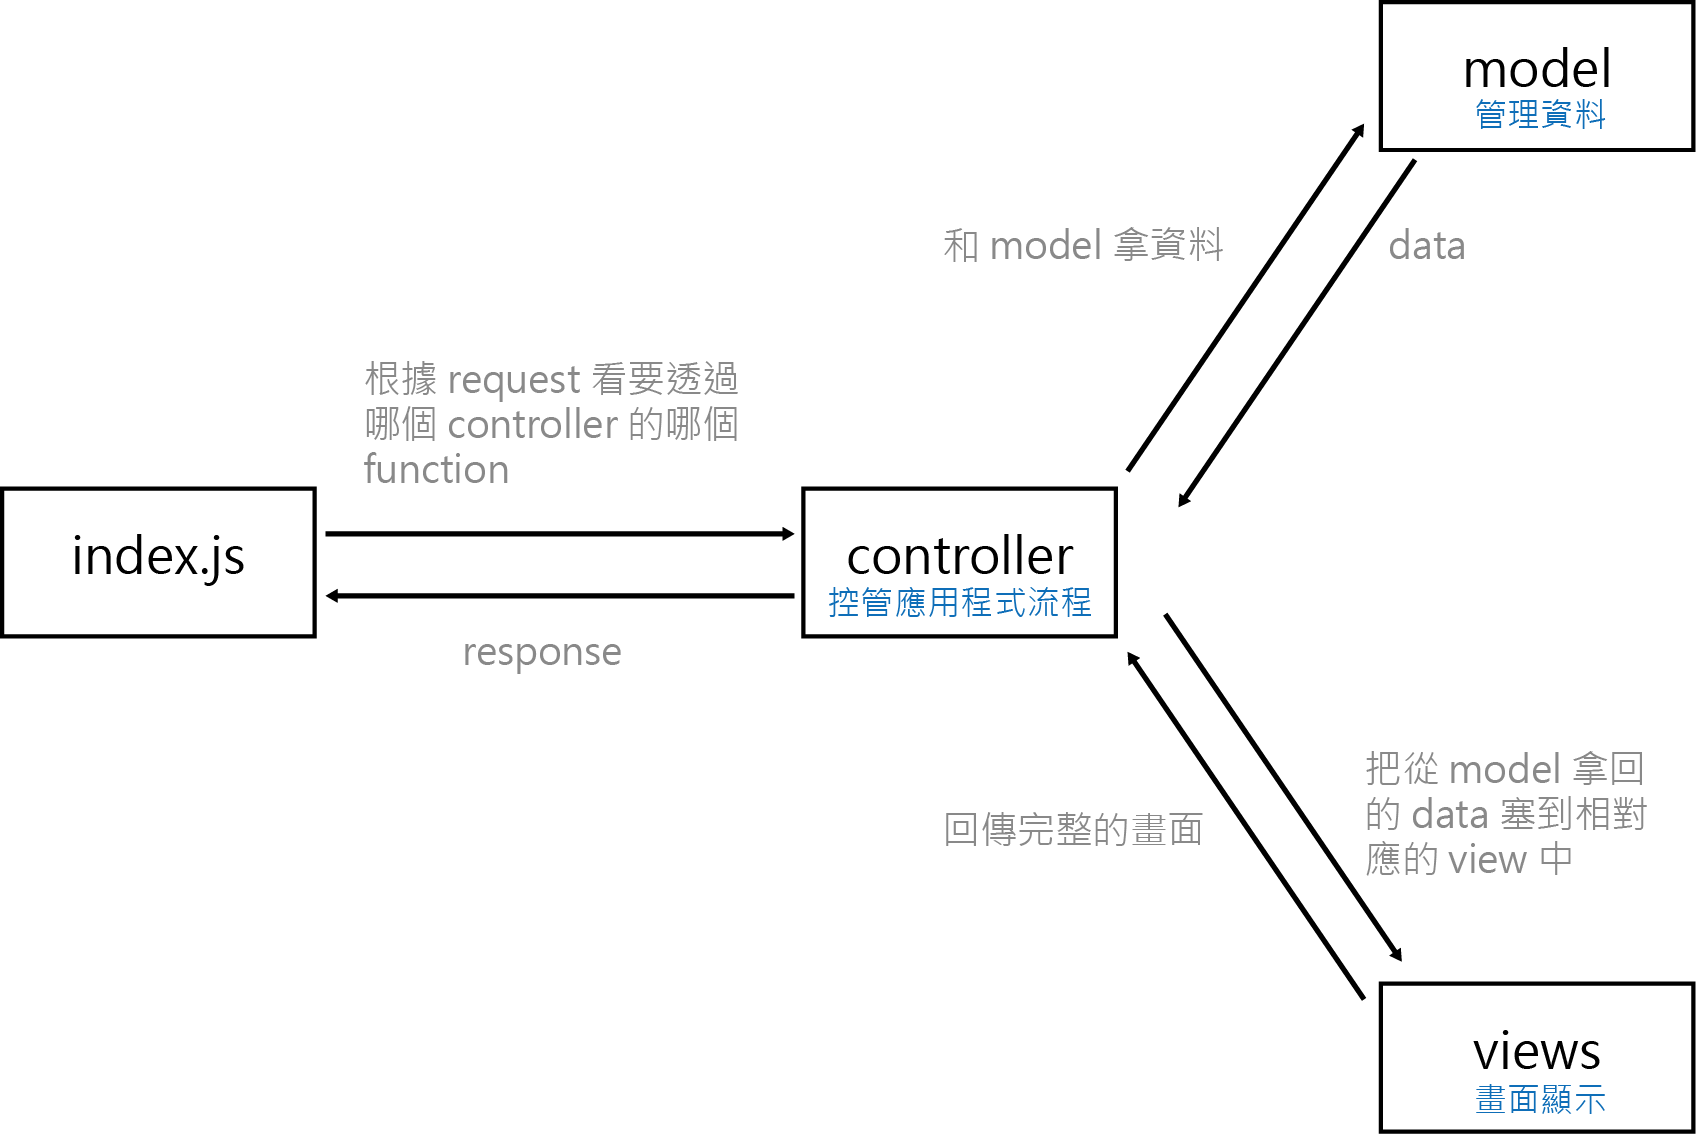 model
管理資料
和 model 拿資料
data
根據 request 看要透過
哪個 controller 的哪個
function
index.js
controller
控管應用程式流程
response
把從 model 拿回
的 data 塞到相對
應的 view 中
回傳完整的畫面
views
畫面顯示